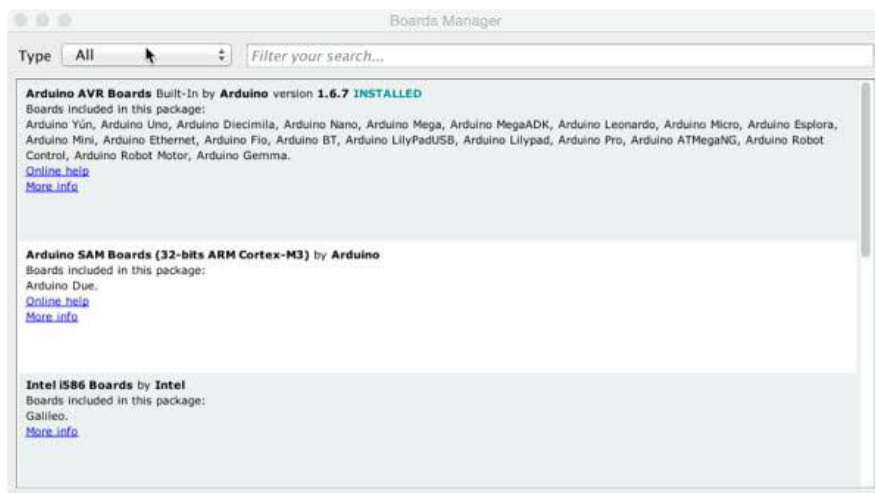 Boards Manager
Type All Filter your search...
Arduino AVR Boards Built-In by Arduino version 1.6.7 INSTALLED
Boards included in this package:
Arduino Yún, Arduino Uno, Arduino Diecimila, Arduino Nano, Arduino Mega, Arduino MegaADK, Arduino Leonardo, Arduino Micro, Arduino Esplora,
Arduino Mini, Arduino Ethernet, Arduino Fio, Arduino BT, Arduino LilyPadUSB, Arduino Lilypad, Arduino Pro, Arduino ATMegaNG, Arduino Robot
Control, Arduino Robot Motor, Arduino Gemma.
Online help
More info
Arduino SAM Boards (32-bits ARM Cortex-M3) by Arduino
Boards included in this package:
Arduino Due.
Online help
More info
Intel i586 Boards by Intel
Boards included in this package:
Galileo.
More info